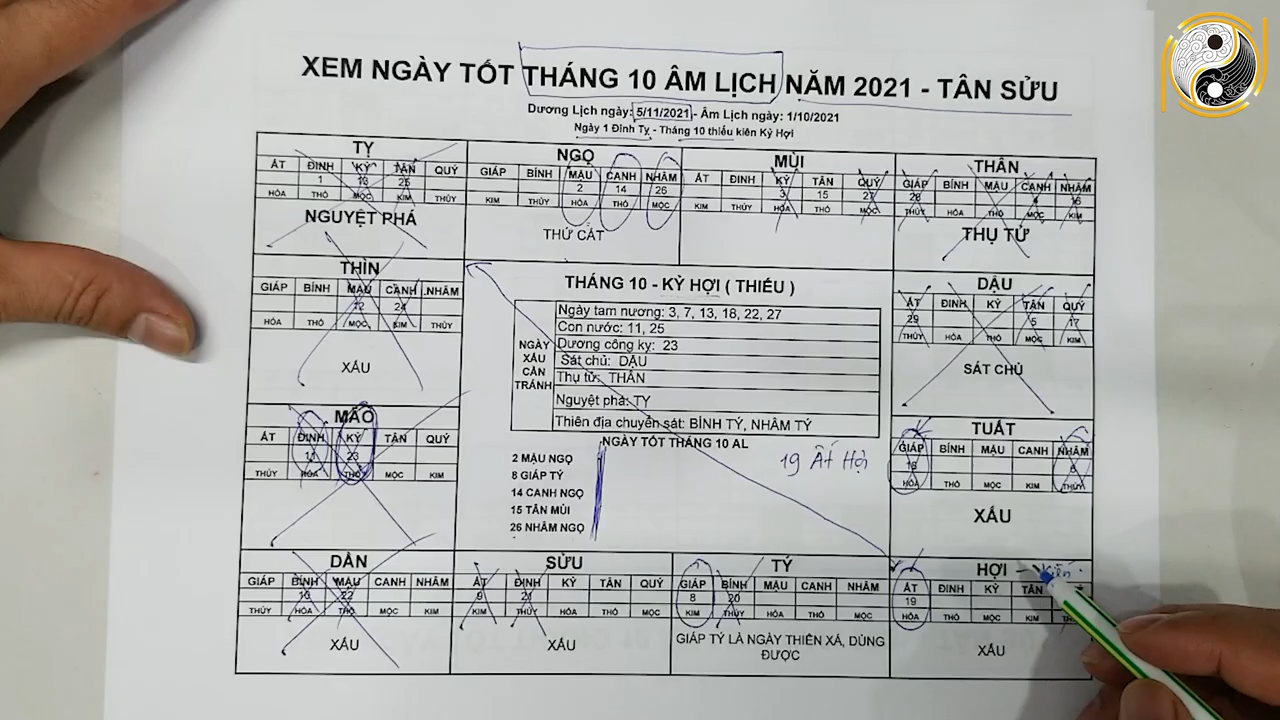 XEM NGÀY TỐT THÁNG 10 ÂM LỊCH NĂM 2021 - TÂN SỬU
Dương Lịch ngày: 5/11/2021 - Âm Lịch ngày: 1/10/2021
Ngày 1 Đinh Tỵ - Tháng 10 thiếu kiên Kỷ Hợi
TỴ
ẤT ĐINH KỶ TÂN QUÝ
1 13 25
HỎA THỔ MỘC KIM THỦY
NGUYỆT PHÁ
NGỌ
GIÁP BÍNH MẬU CANH NHÂM
2 14 26
KIM THỦY HỎA THỔ MỘC
THỨ CÁT
MÙI
ẤT ĐINH KỶ TÂN QUÝ
3 15 27
KIM THỦY HỎA THỔ MỘC
THÂN
GIÁP BÍNH MẬU CANH NHÂM
28 4 16
THỦY HỎA THỔ MỘC KIM
THỤ TỬ
THÌN
GIÁP BÍNH MẬU CANH NHÂM
12 24
HỎA THỔ MỘC KIM THỦY
XẤU
THÁNG 10 - KỶ HỢI ( THIẾU )
NGÀY XẤU CẦN TRÁNH
Ngày tam nương: 3, 7, 13, 18, 22, 27
Con nước: 11, 25
Dương công kỵ: 23
Sát chủ: DẬU
Thụ tử: THÂN
Nguyệt phá: TỴ
Thiên địa chuyển sát: BÍNH TÝ, NHÂM TÝ
NGÀY TỐT THÁNG 10 AL
2 MẬU NGỌ
8 GIÁP TÝ
14 CANH NGỌ
15 TÂN MÙI
26 NHÂM NGỌ
19 Ất Hợi
DẬU
ẤT ĐINH KỶ TÂN QUÝ
29 5 17
THỦY HỎA THỔ MỘC KIM
SÁT CHỦ
MÃO
ẤT ĐINH KỶ TÂN QUÝ
11 23
THỦY HỎA THỔ MỘC KIM
TUẤT
GIÁP BÍNH MẬU CANH NHÂM
18 6
HỎA THỔ MỘC KIM THỦY
XẤU
DẦN
GIÁP BÍNH MẬU CANH NHÂM
10 22
THỦY HỎA THỔ MỘC KIM
XẤU
SỬU
ẤT ĐINH KỶ TÂN QUÝ
9 21
KIM THỦY HỎA THỔ MỘC
XẤU
TÝ
GIÁP BÍNH MẬU CANH NHÂM
8 20
KIM THỦY HỎA THỔ MỘC
GIÁP TÝ LÀ NGÀY THIÊN XÁ, DÙNG
ĐƯỢC
HỢI
ẤT ĐINH KỶ TÂN
19
HỎA THỔ MỘC KIM
XẤU